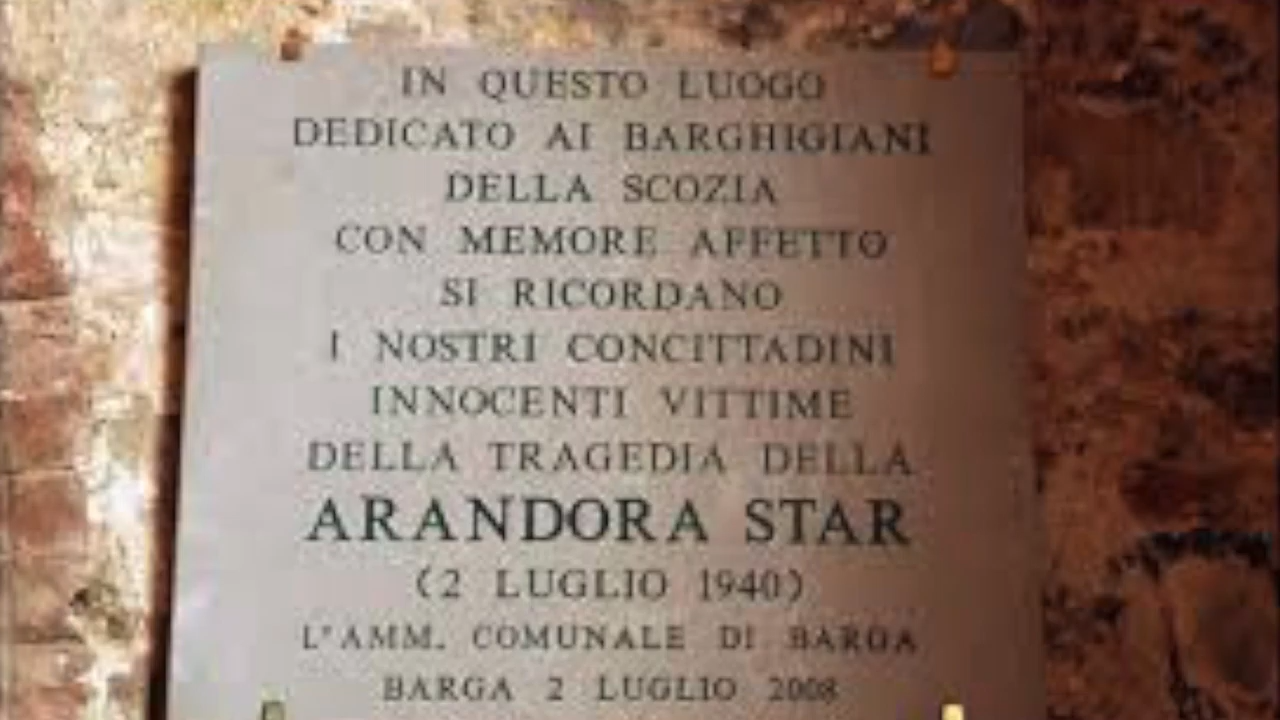 IN QUESTO LUOGO
DEDICATO AI BARGHIGIANI
DELLA SCOZIA
CON MEMORE AFFETTO
SI RICORDANO
I NOSTRI CONCITTADINI
INNOCENTI VITTIME
DELLA TRAGEDIA DELLA
ARANDORA STAR
(2 LUGLIO 1940)
L'AMM. COMUNALE DI BARGA
BARGA 2 LUGLIO 2008